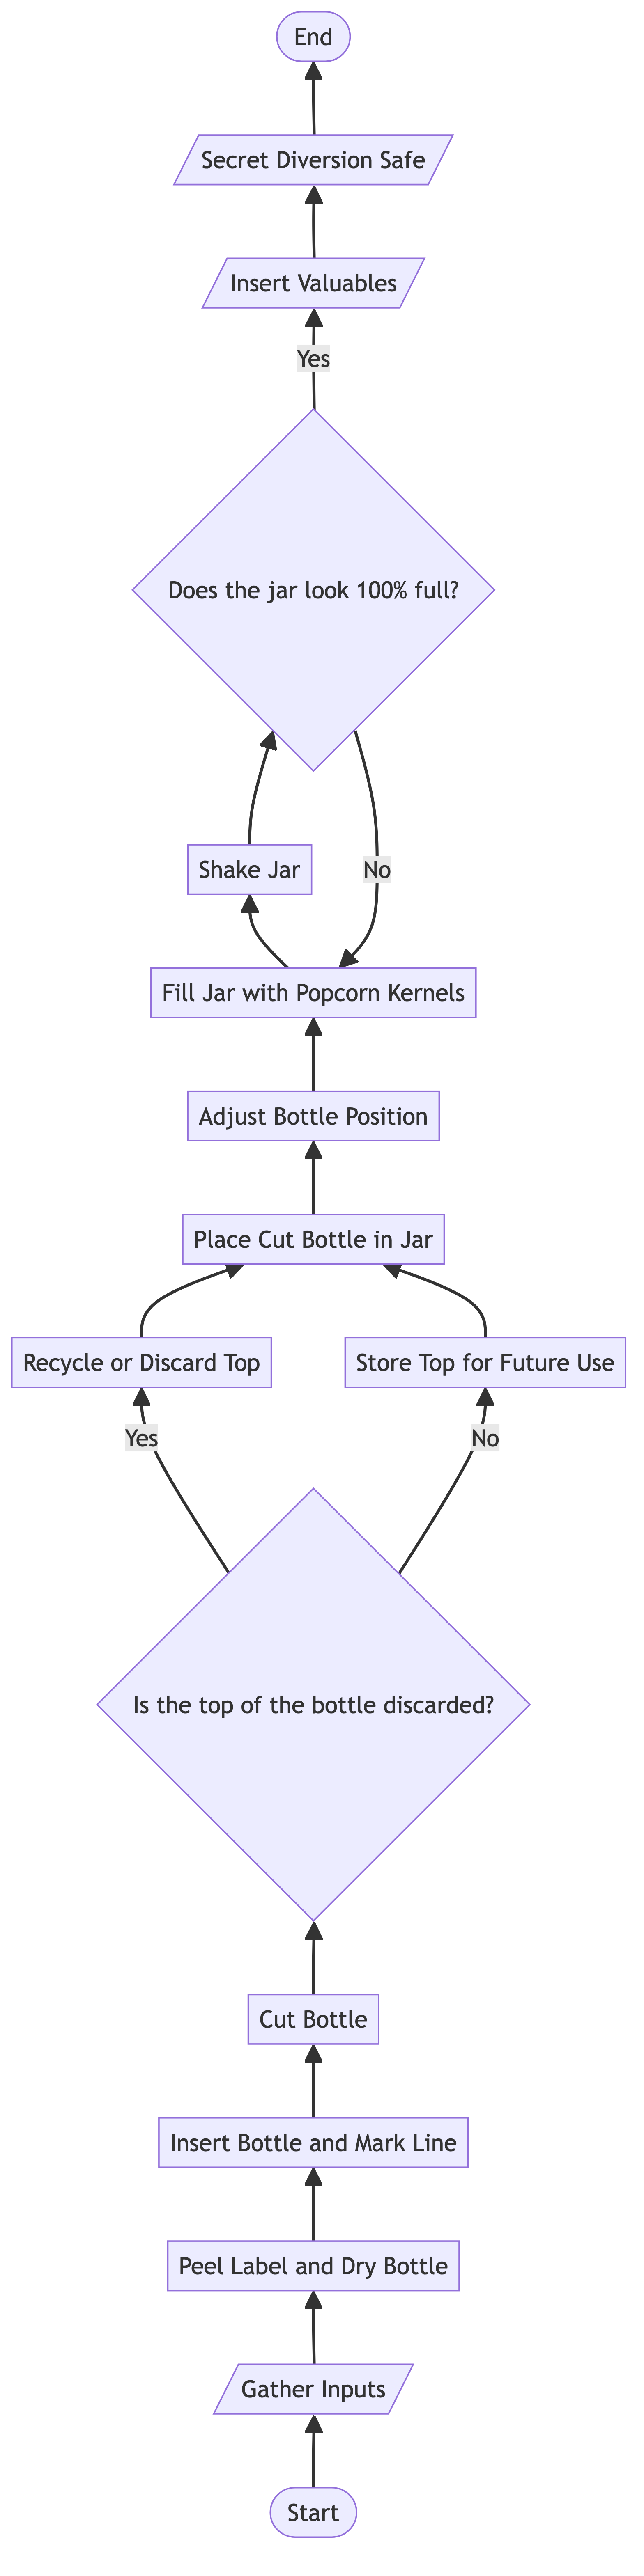 End
Secret Diversion Safe
Insert Valuables
Yes
Does the jar look 100% full?
Shake Jar
No
Fill Jar with Popcorn Kernels
Adjust Bottle Position
Place Cut Bottle in Jar
Recycle or Discard Top
Store Top for Future Use
Yes
No
Is the top of the bottle discarded?
Cut Bottle
Insert Bottle and Mark Line
Peel Label and Dry Bottle
Gather Inputs
Start